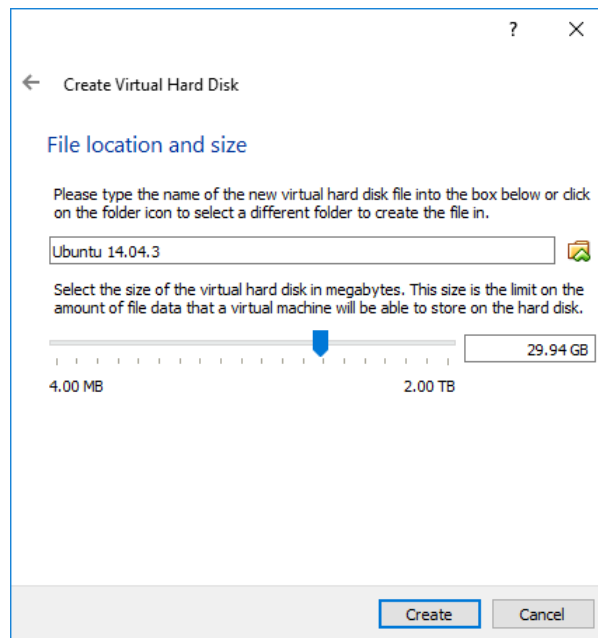 ?
Create Virtual Hard Disk
File location and size
Please type the name of the new virtual hard disk file into the box below or click
on the folder icon to select a different folder to create the file in.
Ubuntu 14.04.3
Select the size of the virtual hard disk in megabytes. This size is the limit on the
amount of file data that a virtual machine will be able to store on the hard disk.
29.94 GB
4.00 MB 2.00 TB
Create Cancel